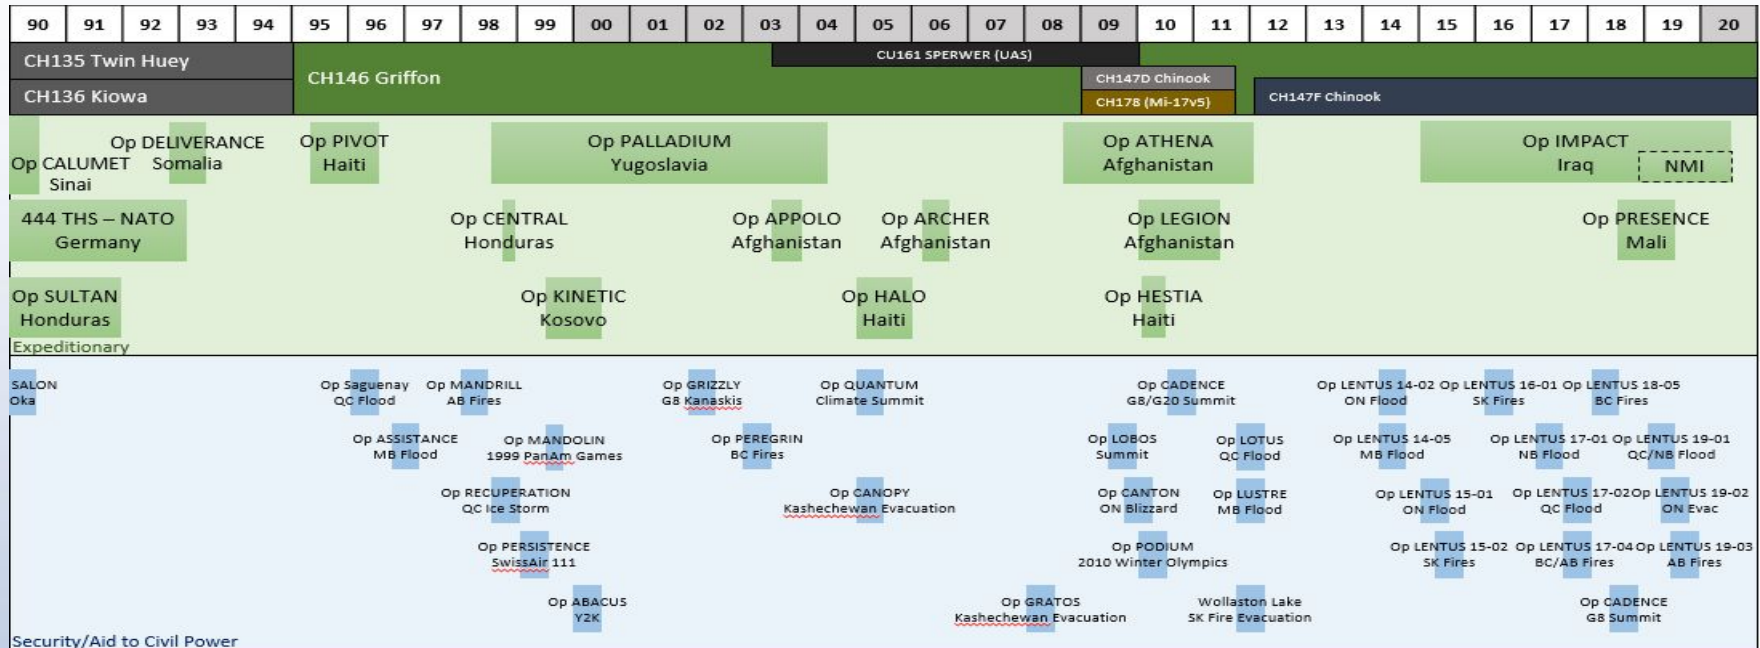 90 91 92 93 94 95 96 97 98 99 00 01 02 03 04 05 06 07 08 09 10 11 12 13 14 15 16 17 18 19 20
CH135 Twin Huey
CH136 Kiowa
CH146 Griffon
CU161 SPERWER (UAS)
CH147D Chinook
CH178 (Mi-17v5)
CH147F Chinook
Op CALUMET
Sinai
Op DELIVERANCE
Somalia
Op PIVOT
Haiti
Op PALLADIUM
Yugoslavia
Op ATHENA
Afghanistan
Op IMPACT
Iraq
NMI
444 THS – NATO
Germany
Op CENTRAL
Honduras
Op APPOLO
Afghanistan
Op ARCHER
Afghanistan
Op LEGION
Afghanistan
Op PRESENCE
Mali
Op SULTAN
Honduras
Op KINETIC
Kosovo
Op HALO
Haiti
Op HESTIA
Haiti
Expeditionary
SALON
Oka
Op Saguenay
QC Flood
Op MANDRILL
AB Fires
Op GRIZZLY
G8 Kanaskis
Op QUANTUM
Climate Summit
Op CADENCE
G8/G20 Summit
Op LENTUS 14-02
ON Flood
Op LENTUS 16-01
SK Fires
Op LENTUS 18-05
BC Fires
Op ASSISTANCE
MB Flood
Op MANDOLIN
1999 PanAm Games
Op PEREGRIN
BC Fires
Op LOBOS
Summit
Op LOTUS
QC Flood
Op LENTUS 14-05
MB Flood
Op LENTUS 17-01
NB Flood
Op LENTUS 19-01
QC/NB Flood
Op RECUPERATION
QC Ice Storm
Op CANOPY
Kashechewan Evacuation
Op CANTON
ON Blizzard
Op LUSTRE
MB Flood
Op LENTUS 15-01
ON Flood
Op LENTUS 17-02
QC Flood
Op LENTUS 19-02
ON Evac
Op PERSISTENCE
SwissAir 111
Op PODIUM
2010 Winter Olympics
Op LENTUS 15-02
SK Fires
Op LENTUS 17-04
BC/AB Fires
Op LENTUS 19-03
AB Fires
Op ABACUS
Y2K
Op GRATOS
Kashechewan Evacuation
Wollaston Lake
SK Fire Evacuation
Op CADENCE
G8 Summit
Security/Aid to Civil Power